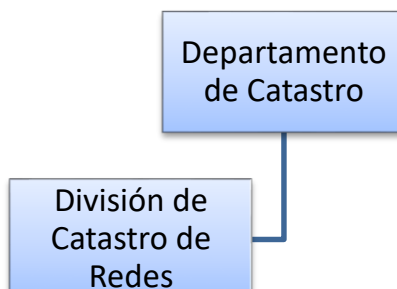 Departamento
de Catastro
División de
Catastro de
Redes